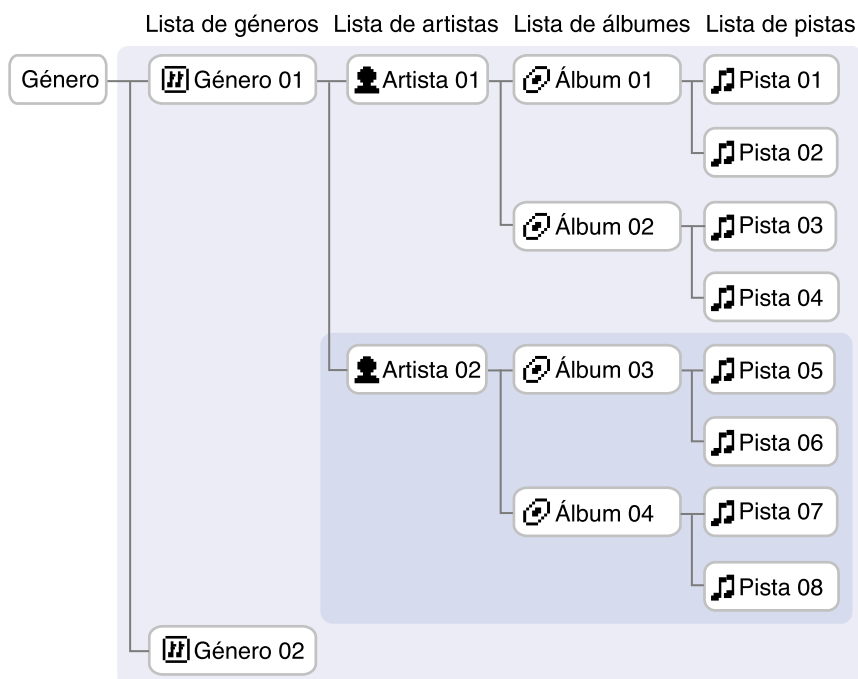 Lista de géneros Lista de artistas Lista de álbumes Lista de pistas
Género Género 01 Artista 01 Álbum 01 Pista 01
Pista 02
Álbum 02 Pista 03
Pista 04
Artista 02 Álbum 03 Pista 05
Pista 06
Álbum 04 Pista 07
Pista 08
Género 02